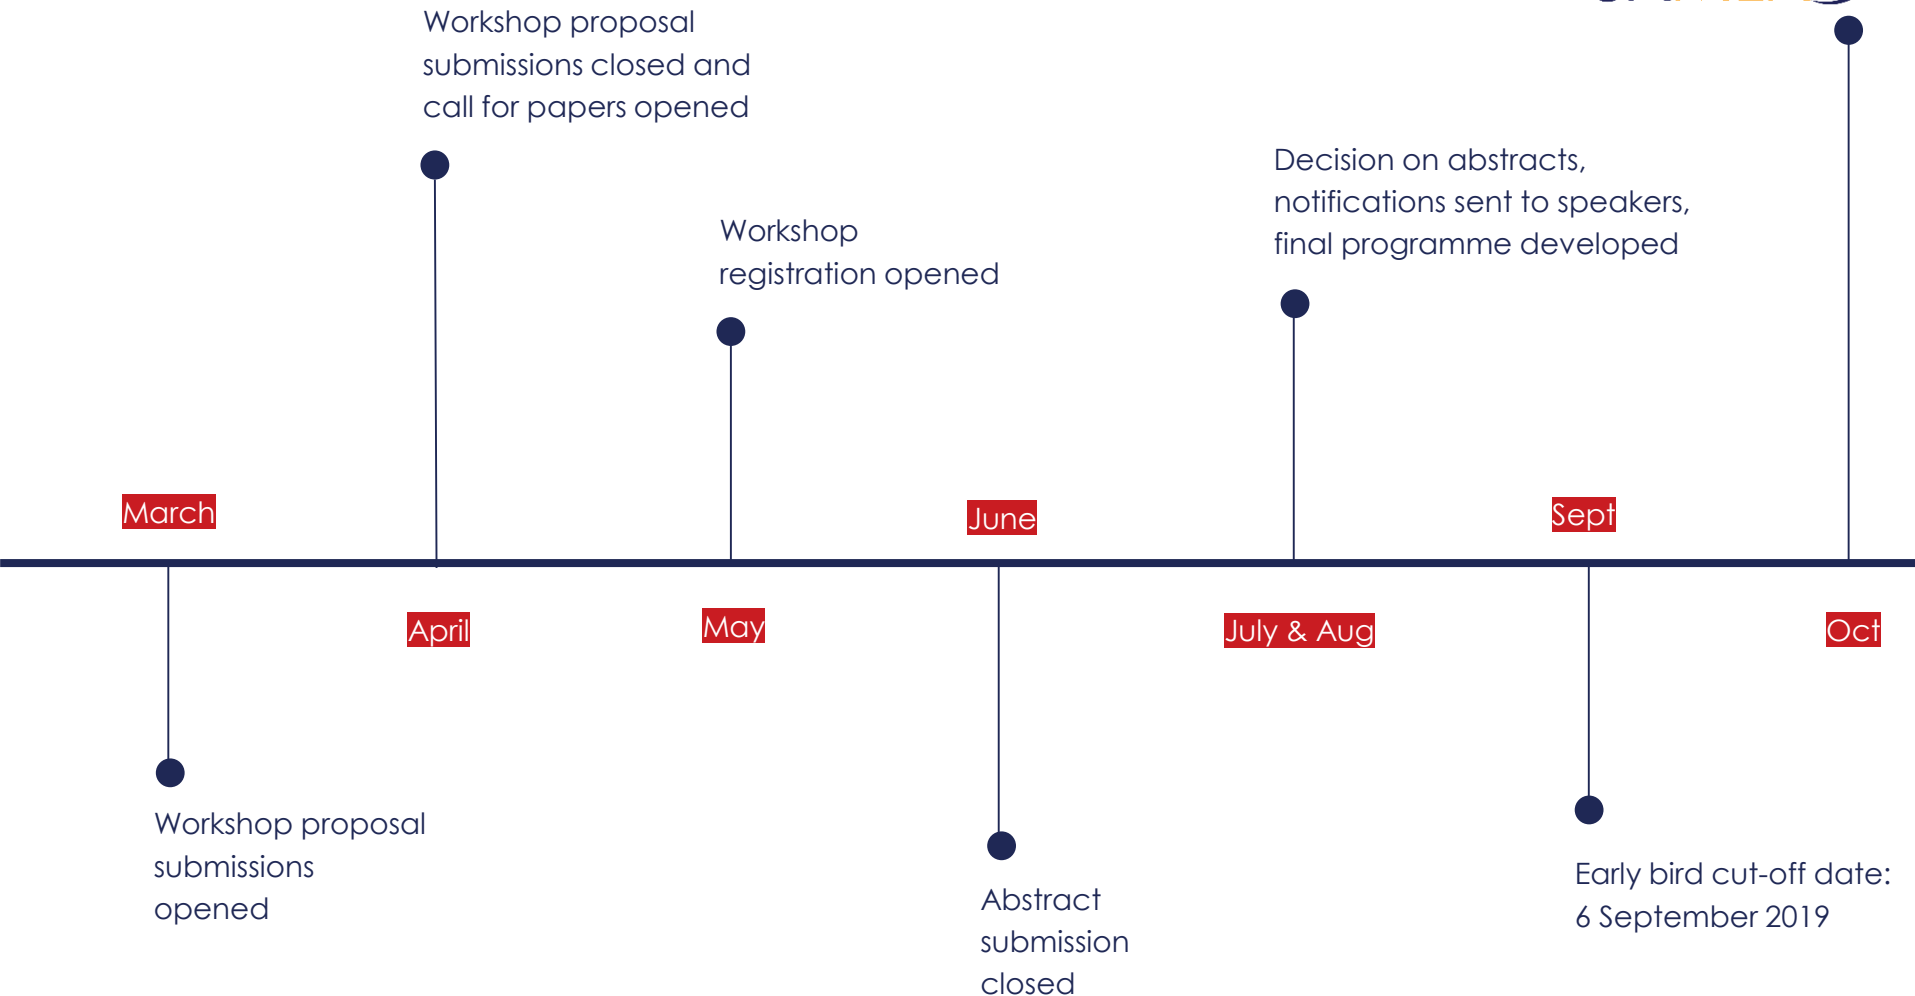 Workshop proposal
submissions closed and
call for papers opened
Decision on abstracts,
notifications sent to speakers,
final programme developed
Workshop
registration opened
March
June
Sept
April
May
July & Aug
Oct
Workshop proposal
submissions
opened
Abstract
submission
closed
Early bird cut-off date:
6 September 2019